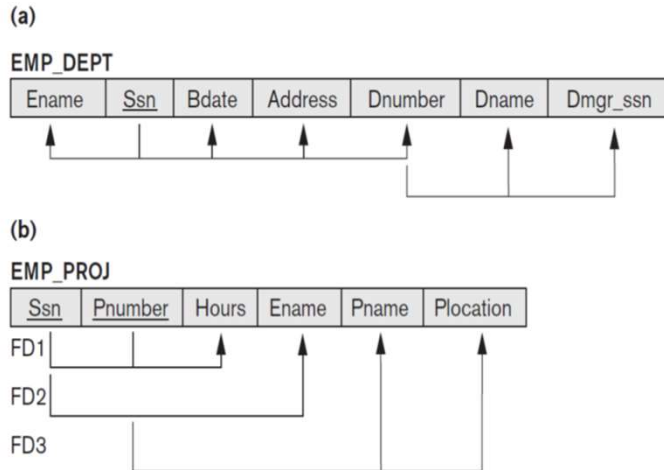 (a)
EMP_DEPT
Ename Ssn Bdate Address Dnumber Dname Dmgr_ssn
(b)
EMP_PROJ
Ssn Pnumber Hours Ename Pname Plocation
FD1
FD2
FD3